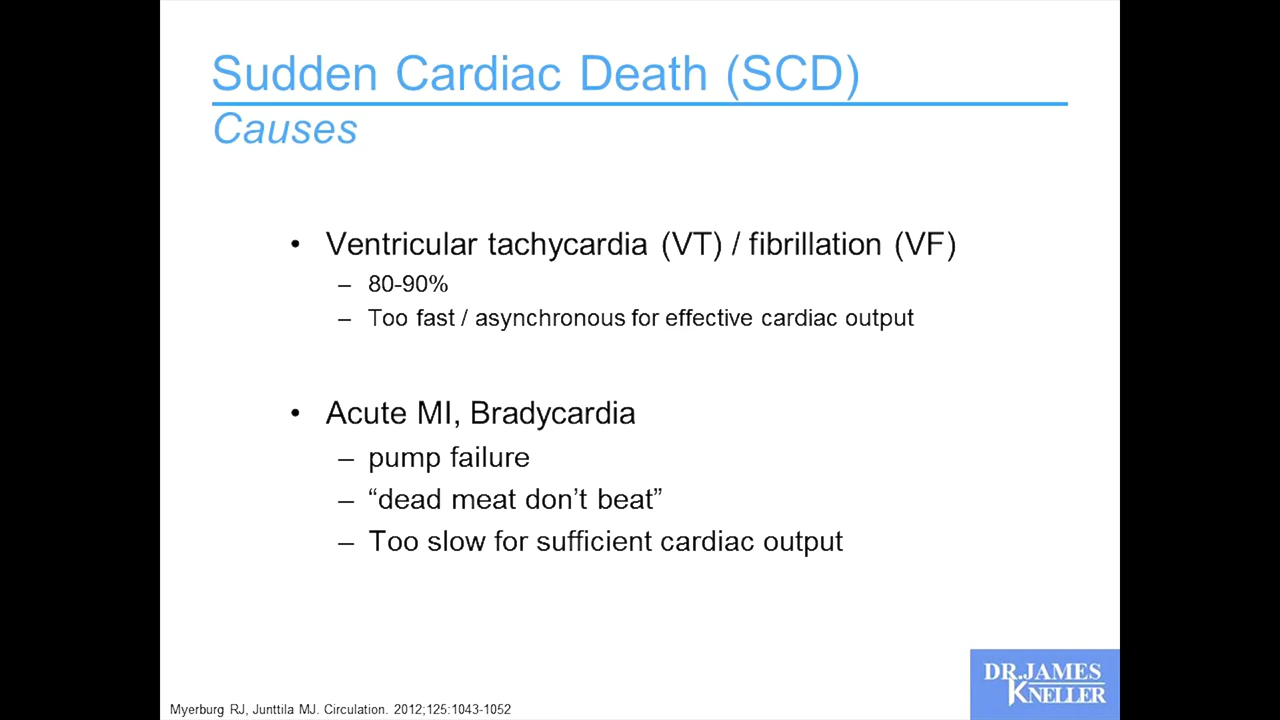 Sudden Cardiac Death (SCD)
Causes
• Ventricular tachycardia (VT) / fibrillation (VF)
– 80-90%
– Too fast / asynchronous for effective cardiac output
• Acute MI, Bradycardia
– pump failure
– “dead meat don’t beat”
– Too slow for sufficient cardiac output
DR. JAMES
KNELLER
Myerburg RJ, Junttila MJ. Circulation. 2012;125:1043-1052